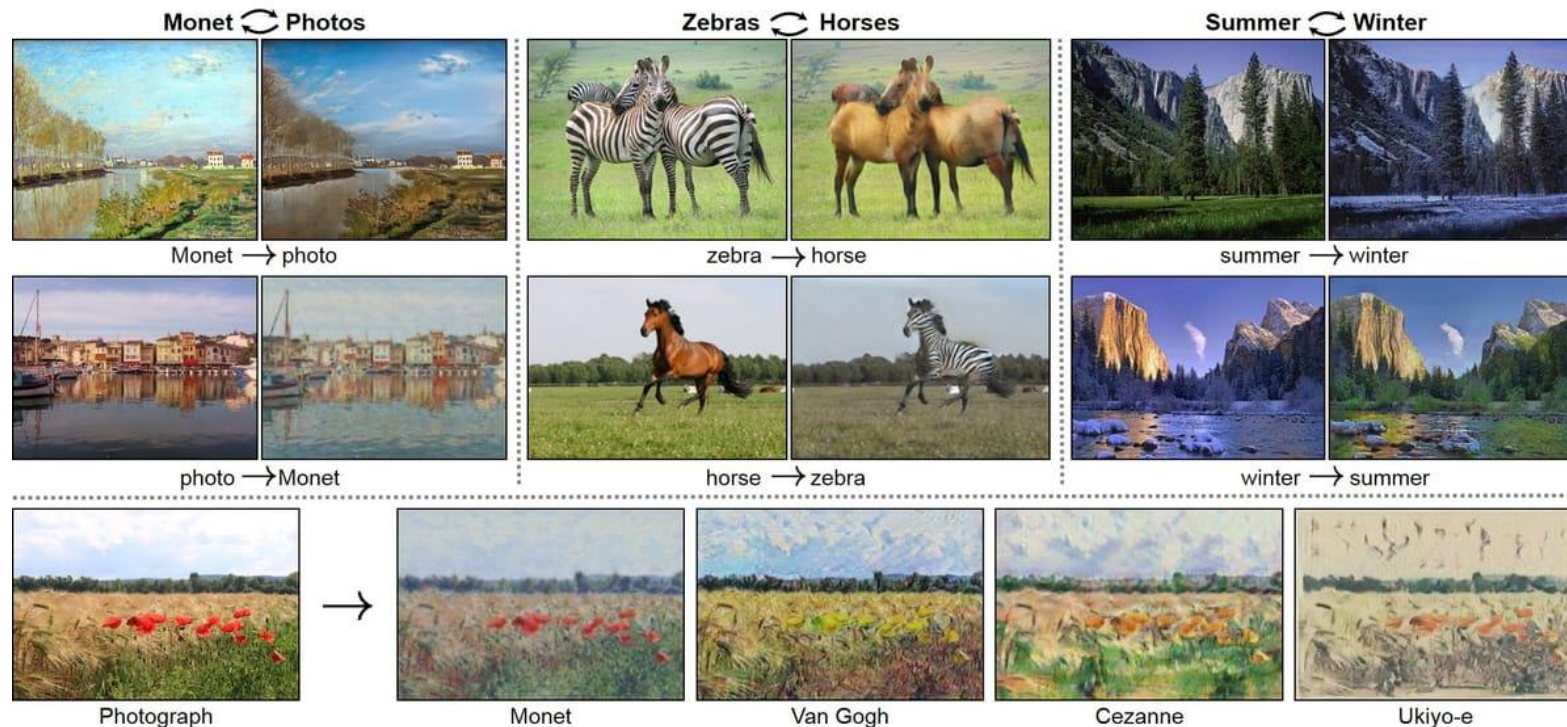 Monet Photos
Zebras Horses
Summer Winter
Monet → photo
zebra → horse
summer → winter
photo → Monet
horse → zebra
winter → summer
Photograph
Monet
Van Gogh
Cezanne
Ukiyo-e